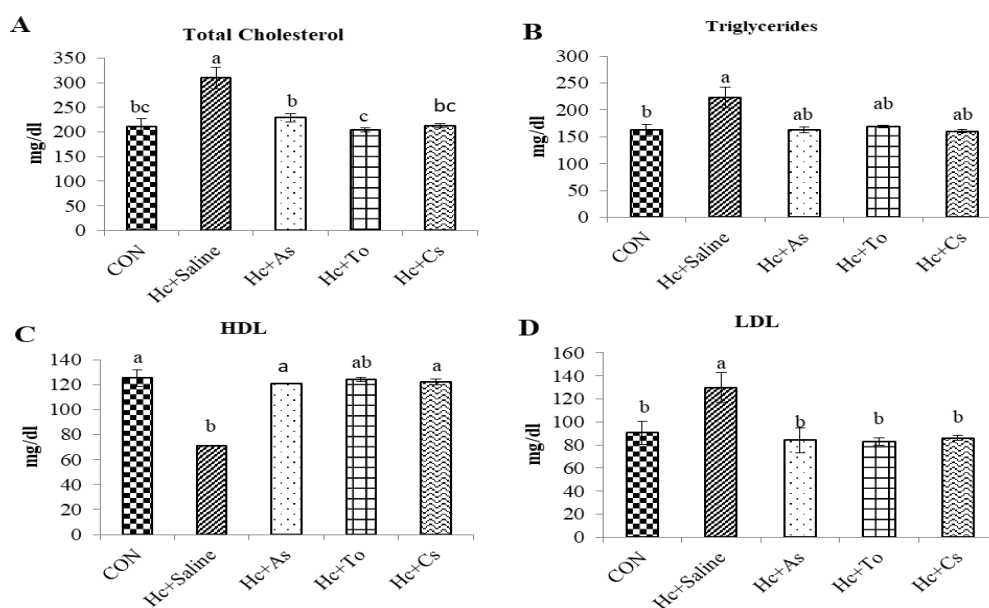 A
Total Cholesterol
mg/dl
350
300
250
200
150
100
50
0
bc
a
b
c
bc
CON
Hc+Saline
Hc+As
Hc+To
Hc+Cs
B
Triglycerides
mg/dl
300
250
200
150
100
50
0
b
a
ab
ab
ab
CON
Hc+Saline
Hc+As
Hc+To
Hc+Cs
C
HDL
mg/dl
140
120
100
80
60
40
20
0
a
b
a
ab
a
CON
Hc+Saline
Hc+As
Hc+To
Hc+Cs
D
LDL
mg/dl
160
140
120
100
80
60
40
20
0
b
a
b
b
b
CON
Hc+Saline
Hc+As
Hc+To
Hc+Cs